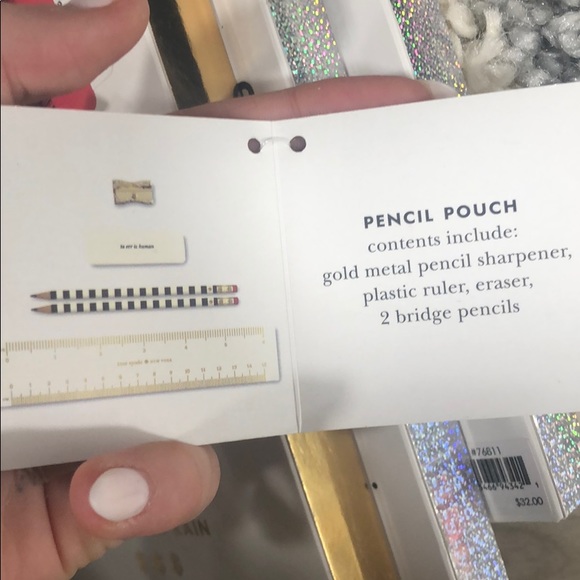 PENCIL POUCH
contents include:
gold metal pencil sharpener,
plastic ruler, eraser,
2 bridge pencils
to err is human
#76811
$32.00